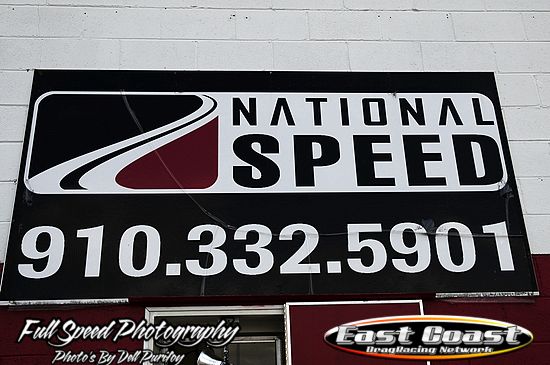 NATIONAL
SPEED
910.332.5901
Full Speed Photography
Photo's By Dell Purifoy
East Coast
DragRacing Network